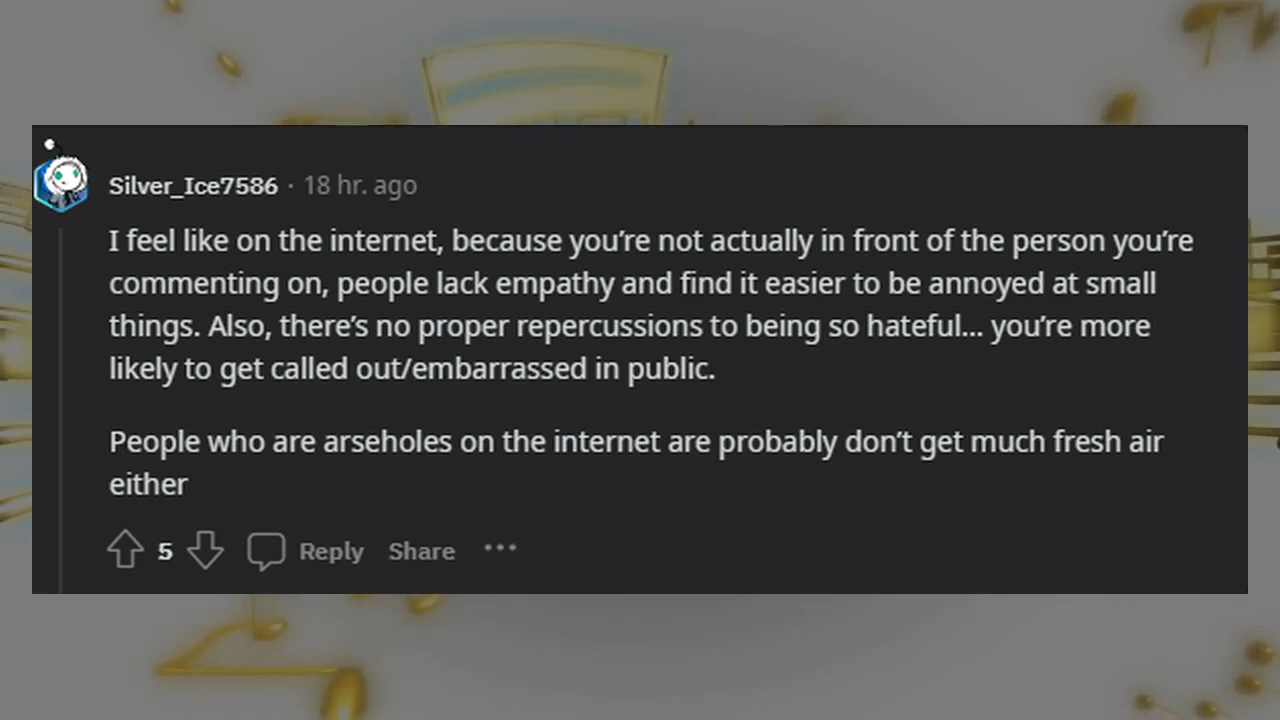 Silver_Ice7586 · 18 hr. ago
I feel like on the internet, because you’re not actually in front of the person you’re
commenting on, people lack empathy and find it easier to be annoyed at small
things. Also, there’s no proper repercussions to being so hateful... you’re more
likely to get called out/embarrassed in public.
People who are arseholes on the internet are probably don’t get much fresh air
either
5 Reply Share ···